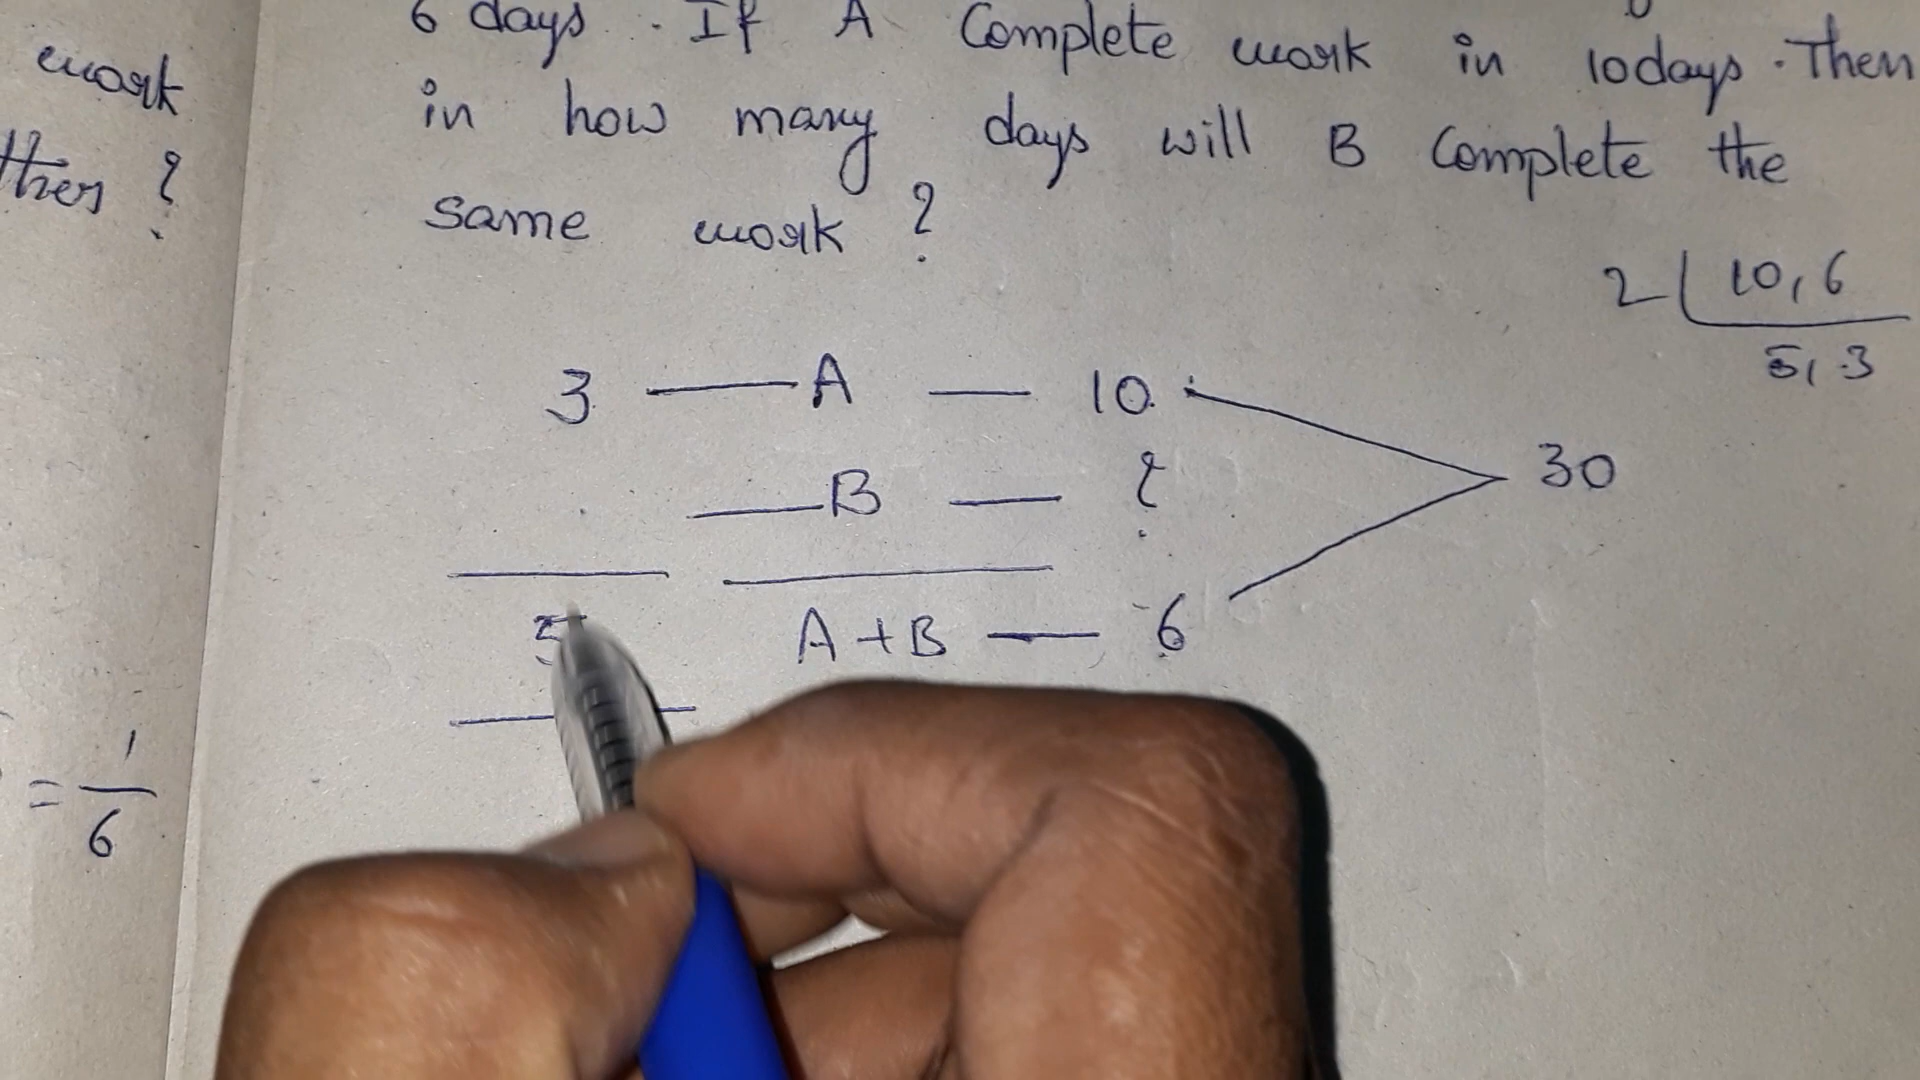 work
ther ?
= 1
6
6 days. If A Complete work in 10days. Then
in how many days will B Complete the
same work ?
2 10, 6
5, 3
3 — A — 10
— B — ?
30
5 A + B — 6